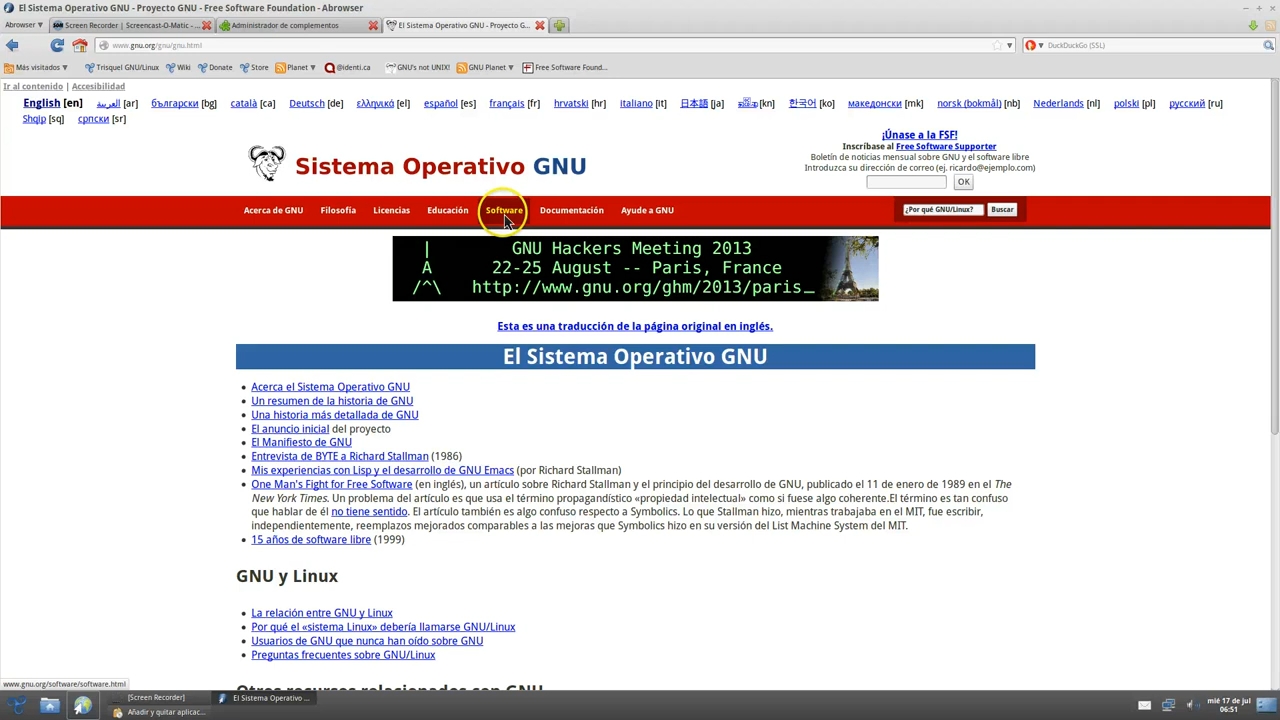 El Sistema Operativo GNU - Proyecto GNU - Free Software Foundation - Abrowser
Abrowser
Screen Recorder | Screencast-O-Matic - ...
Administrador de complementos
El Sistema Operativo GNU - Proyecto G...
www.gnu.org/gnu/gnu.html
DuckDuckGo (SSL)
Más visitados
Trisquel GNU/Linux
Wiki
Donate
Store
Planet
@identi.ca
GNU's not UNIX!
GNU Planet
Free Software Found...
Ir al contenido | Accesibilidad
English [en] العربية [ar] български [bg] català [ca] Deutsch [de] ελληνικά [el] español [es] français [fr] hrvatski [hr] italiano [it] 日本語 [ja] [kn] 한국어 [ko] македонски [mk] norsk (bokmål) [nb] Nederlands [nl] polski [pl] русский [ru]
Shqip [sq] српски [sr]
¡Únase a la FSF!
Inscríbase al Free Software Supporter
Boletín de noticias mensual sobre GNU y el software libre
Introduzca su dirección de correo (ej. ricardo@ejemplo.com)
OK
Sistema Operativo GNU
Acerca de GNU
Filosofía
Licencias
Educación
Software
Documentación
Ayude a GNU
¿Por qué GNU/Linux?
Buscar
| GNU Hackers Meeting 2013
A 22-25 August -- Paris, France
/^\ http://www.gnu.org/ghm/2013/paris_
Esta es una traducción de la página original en inglés.
El Sistema Operativo GNU
Acerca el Sistema Operativo GNU
Un resumen de la historia de GNU
Una historia más detallada de GNU
El anuncio inicial del proyecto
El Manifiesto de GNU
Entrevista de BYTE a Richard Stallman (1986)
Mis experiencias con Lisp y el desarrollo de GNU Emacs (por Richard Stallman)
One Man's Fight for Free Software (en inglés), un artículo sobre Richard Stallman y el principio del desarrollo de GNU, publicado el 11 de enero de 1989 en el The
New York Times. Un problema del artículo es que usa el término propagandístico «propiedad intelectual» como si fuese algo coherente.El término es tan confuso
que hablar de él no tiene sentido. El artículo también es algo confuso respecto a Symbolics. Lo que Stallman hizo, mientras trabajaba en el MIT, fue escribir,
independientemente, reemplazos mejorados comparables a las mejoras que Symbolics hizo en su versión del List Machine System del MIT.
15 años de software libre (1999)
GNU y Linux
La relación entre GNU y Linux
Por qué el «sistema Linux» debería llamarse GNU/Linux
Usuarios de GNU que nunca han oído sobre GNU
Preguntas frecuentes sobre GNU/Linux
Otros recursos relacionados con GNU
www.gnu.org/software/software.html
[Screen Recorder]
El Sistema Operativo ...
Añadir y quitar aplicac...
mié 17 de jul
06:51